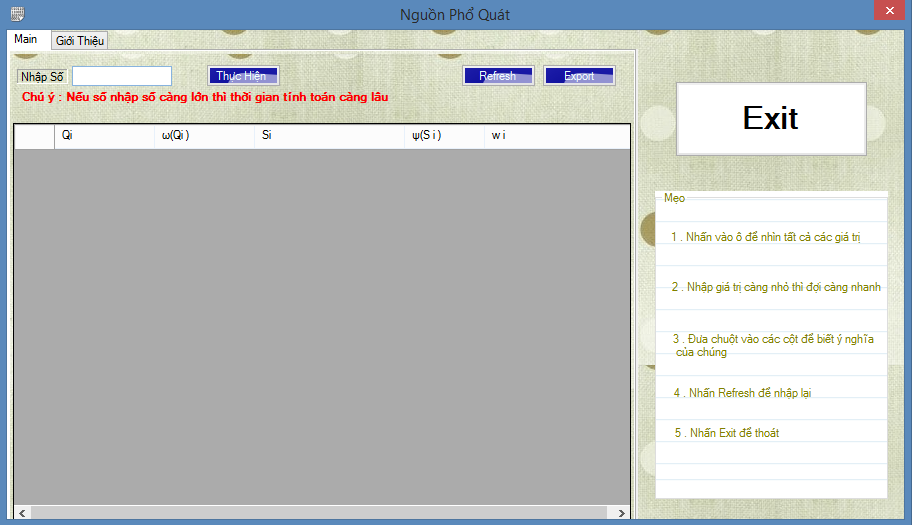 Nguồn Phổ Quát
Main
Giới Thiệu
Nhập Số
Thực Hiện
Refresh
Export
Chú ý : Nếu số nhập số càng lớn thì thời gian tính toán càng lâu
Qi
ω(Qi )
Si
ψ(S i )
w i
Exit
Mẹo
1 . Nhấn vào ô để nhìn tất cả các giá trị
2 . Nhập giá trị càng nhỏ thì đợi càng nhanh
3 . Đưa chuột vào các cột để biết ý nghĩa
của chúng
4 . Nhấn Refresh để nhập lại
5 . Nhấn Exit để thoát